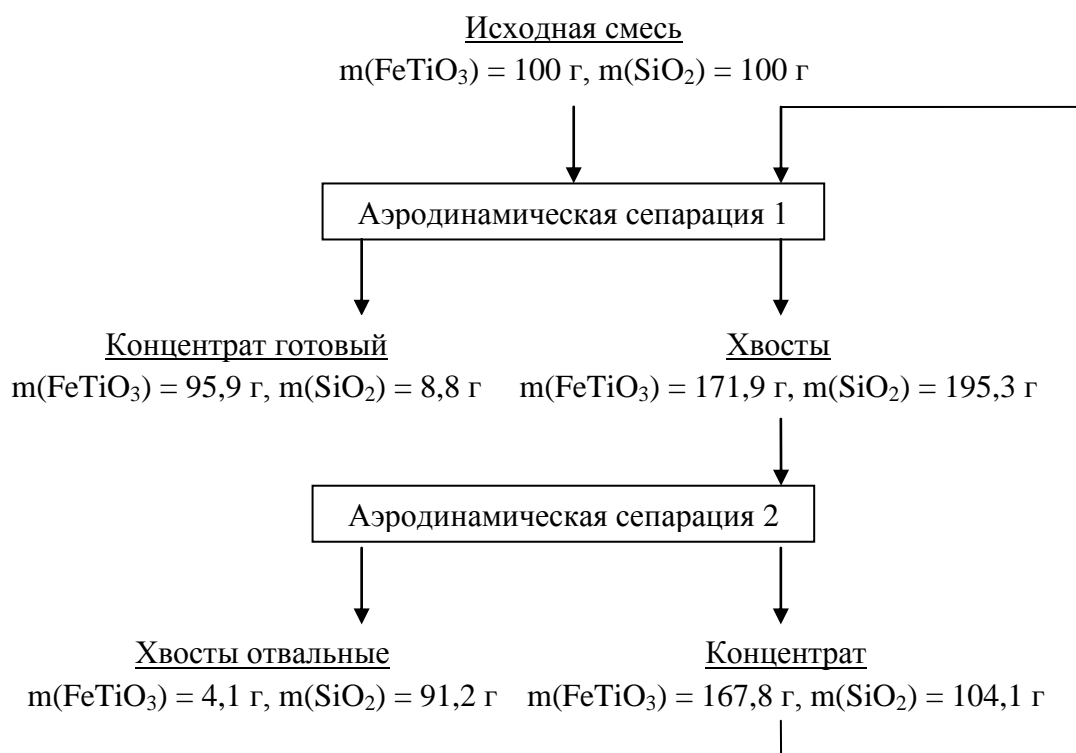 Исходная смесь
m(FeTiO₃) = 100 г, m(SiO₂) = 100 г
Аэродинамическая сепарация 1
Концентрат готовый
m(FeTiO₃) = 95,9 г, m(SiO₂) = 8,8 г
Хвосты
m(FeTiO₃) = 171,9 г, m(SiO₂) = 195,3 г
Аэродинамическая сепарация 2
Хвосты отвальные
m(FeTiO₃) = 4,1 г, m(SiO₂) = 91,2 г
Концентрат
m(FeTiO₃) = 167,8 г, m(SiO₂) = 104,1 г